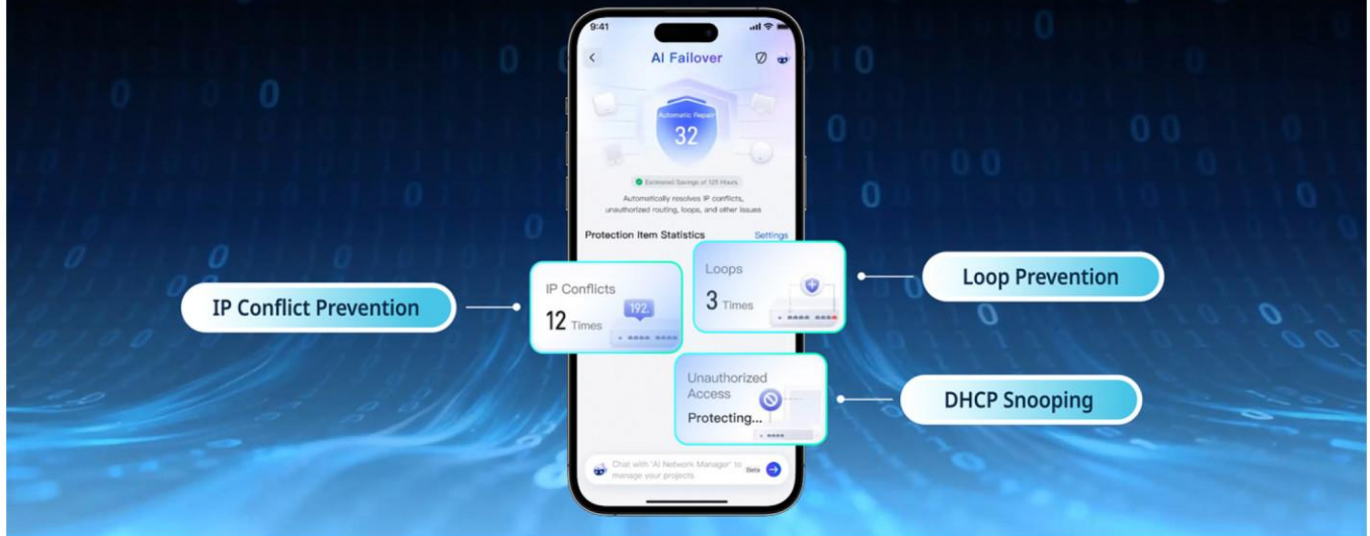 9:41
AI Failover
Automatic Repair
32
Estimated Savings of 125 Hours
Automatically resolves IP conflicts,
unauthorized routing, loops, and other issues
Protection Item Statistics
Settings
IP Conflict Prevention
IP Conflicts
12 Times
192.
Loops
3 Times
Loop Prevention
Unauthorized
Access
Protecting...
DHCP Snooping
Chat with 'AI Network Manager' to
manage your projects
Beta